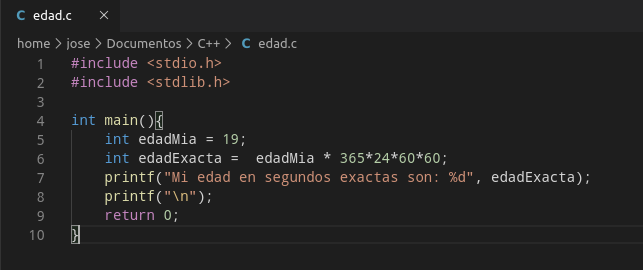 C edad.c ×
home > jose > Documentos > C++ > C edad.c
1 #include <stdio.h>
2 #include <stdlib.h>
3
4 int main(){
5     int edadMia = 19;
6     int edadExacta =  edadMia * 365*24*60*60;
7     printf("Mi edad en segundos exactas son: %d", edadExacta);
8     printf("\n");
9     return 0;
10 }